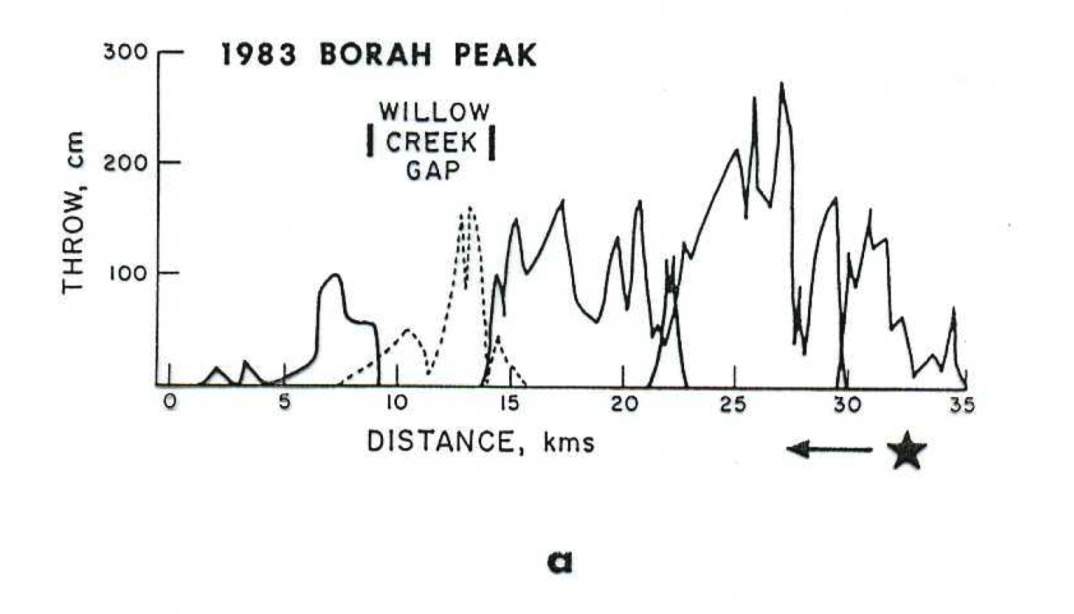 300
1983 BORAH PEAK
WILLOW
CREEK
GAP
200
THROW, cm
100
0 5 10 15 20 25 30 35
DISTANCE, kms
a